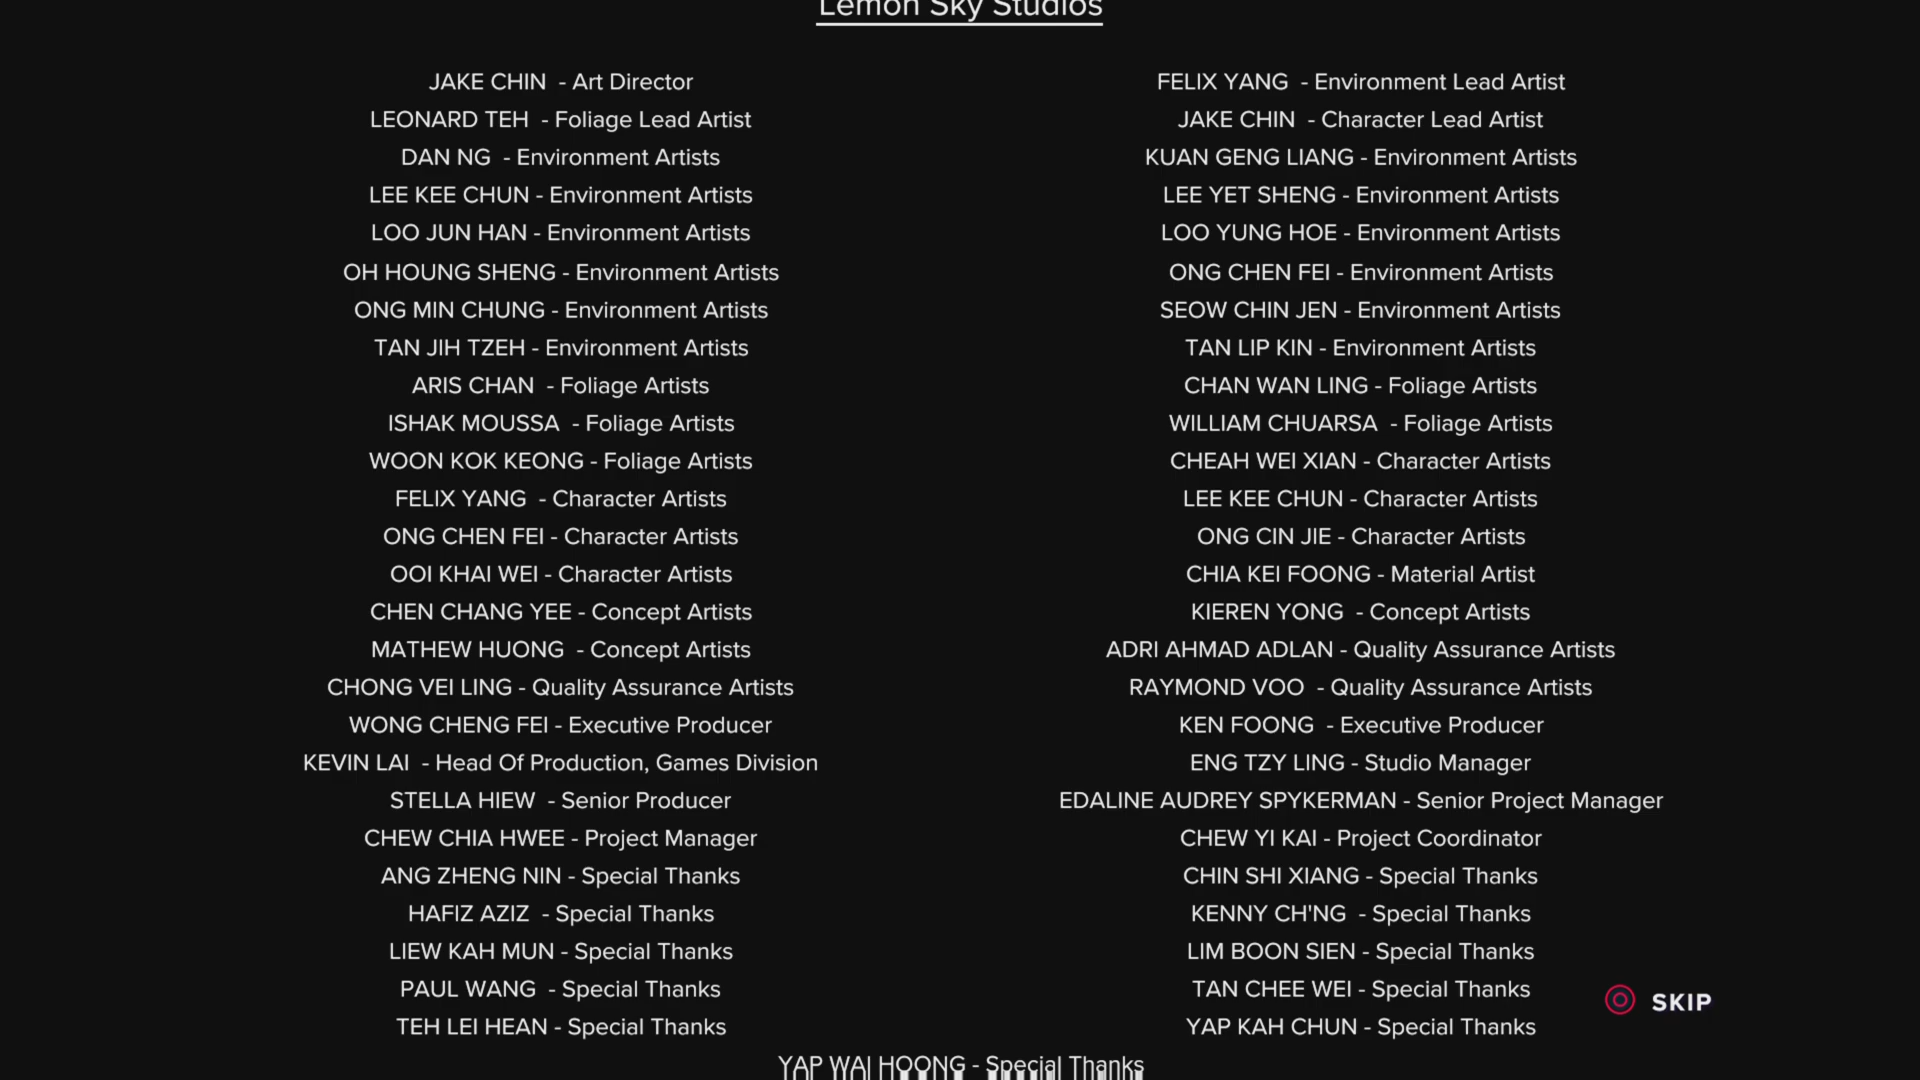 Lemon Sky Studios
JAKE CHIN - Art Director
FELIX YANG - Environment Lead Artist
LEONARD TEH - Foliage Lead Artist
JAKE CHIN - Character Lead Artist
DAN NG - Environment Artists
KUAN GENG LIANG - Environment Artists
LEE KEE CHUN - Environment Artists
LEE YET SHENG - Environment Artists
LOO JUN HAN - Environment Artists
LOO YUNG HOE - Environment Artists
OH HOUNG SHENG - Environment Artists
ONG CHEN FEI - Environment Artists
ONG MIN CHUNG - Environment Artists
SEOW CHIN JEN - Environment Artists
TAN JIH TZEH - Environment Artists
TAN LIP KIN - Environment Artists
ARIS CHAN - Foliage Artists
CHAN WAN LING - Foliage Artists
ISHAK MOUSSA - Foliage Artists
WILLIAM CHUARSA - Foliage Artists
WOON KOK KEONG - Foliage Artists
CHEAH WEI XIAN - Character Artists
FELIX YANG - Character Artists
LEE KEE CHUN - Character Artists
ONG CHEN FEI - Character Artists
ONG CIN JIE - Character Artists
OOI KHAI WEI - Character Artists
CHIA KEI FOONG - Material Artist
CHEN CHANG YEE - Concept Artists
KIEREN YONG - Concept Artists
MATHEW HUONG - Concept Artists
ADRI AHMAD ADLAN - Quality Assurance Artists
CHONG VEI LING - Quality Assurance Artists
RAYMOND VOO - Quality Assurance Artists
WONG CHENG FEI - Executive Producer
KEN FOONG - Executive Producer
KEVIN LAI - Head Of Production, Games Division
ENG TZY LING - Studio Manager
STELLA HIEW - Senior Producer
EDALINE AUDREY SPYKERMAN - Senior Project Manager
CHEW CHIA HWEE - Project Manager
CHEW YI KAI - Project Coordinator
ANG ZHENG NIN - Special Thanks
CHIN SHI XIANG - Special Thanks
HAFIZ AZIZ - Special Thanks
KENNY CH'NG - Special Thanks
LIEW KAH MUN - Special Thanks
LIM BOON SIEN - Special Thanks
PAUL WANG - Special Thanks
TAN CHEE WEI - Special Thanks
SKIP
TEH LEI HEAN - Special Thanks
YAP KAH CHUN - Special Thanks
YAP WAI HOONG - Special Thanks